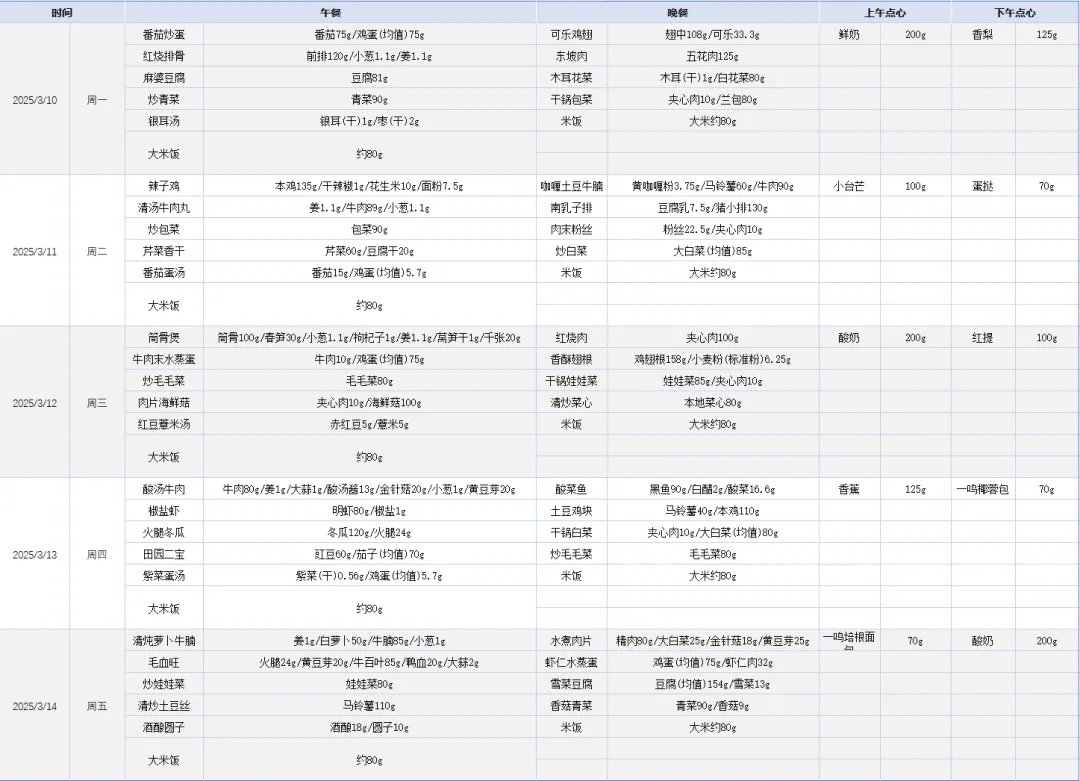 时间 午餐 晚餐 上午点心 下午点心
番茄炒蛋 番茄75g/鸡蛋(均值)75g 可乐鸡翅 翅中108g/可乐33.3g 鲜奶 200g 香梨 125g
红烧排骨 前排120g/小葱1.1g/姜1.1g 东坡肉 五花肉125g
麻婆豆腐 豆腐81g 木耳花菜 木耳(干)1g/白花菜80g
2025/3/10 周一 炒青菜 青菜90g 干锅包菜 夹心肉10g/兰包80g
银耳汤 银耳(干)1g/枣(干)2g 米饭 大米约80g
大米饭 约80g
辣子鸡 本鸡135g/干辣椒1g/花生米10g/面粉7.5g 咖喱土豆牛腩 黄咖喱粉3.75g/马铃薯60g/牛肉90g 小台芒 100g 蛋挞 70g
清汤牛肉丸 姜1.1g/牛肉89g/小葱1.1g 南乳子排 豆腐乳7.5g/猪小排130g
炒包菜 包菜90g 肉末粉丝 粉丝22.5g/夹心肉10g
2025/3/11 周二 芹菜香干 芹菜60g/豆腐干20g 炒白菜 大白菜(均值)85g
番茄蛋汤 番茄15g/鸡蛋(均值)5.7g 米饭 大米约80g
大米饭 约80g
筒骨煲 筒骨100g/春笋30g/小葱1.1g/枸杞子1g/姜1.1g/莴笋干1g/千张20g 红烧肉 夹心肉100g 酸奶 200g 红提 100g
牛肉末水蒸蛋 牛肉10g/鸡蛋(均值)75g 香酥翅根 鸡翅根158g/小麦粉(标准粉)6.25g
炒毛毛菜 毛毛菜80g 干锅娃娃菜 娃娃菜85g/夹心肉10g
2025/3/12 周三 肉片海鲜菇 夹心肉10g/海鲜菇100g 清炒菜心 本地菜心80g
红豆薏米汤 赤红豆5g/薏米5g 米饭 大米约80g
大米饭 约80g
酸汤牛肉 牛肉80g/姜1g/大蒜1g/酸汤酱13g/金针菇20g/小葱1g/黄豆芽20g 酸菜鱼 黑鱼90g/白醋2g/酸菜16.6g 香蕉 125g 一鸣椰蓉包 70g
椒盐虾 明虾80g/椒盐1g 土豆鸡块 马铃薯40g/本鸡110g
火腿冬瓜 冬瓜120g/火腿24g 干锅白菜 夹心肉10g/大白菜(均值)80g
2025/3/13 周四 田园二宝 豇豆60g/茄子(均值)70g 炒毛毛菜 毛毛菜80g
紫菜蛋汤 紫菜(干)0.56g/鸡蛋(均值)5.7g 米饭 大米约80g
大米饭 约80g
清炖萝卜牛腩 姜1g/白萝卜50g/牛腩85g/小葱1g 水煮肉片 精肉80g/大白菜25g/金针菇18g/黄豆芽25g 一鸣焙根面包 70g 酸奶 200g
毛血旺 火腿24g/黄豆芽20g/牛百叶85g/鸭血20g/大蒜2g 虾仁水蒸蛋 鸡蛋(均值)75g/虾仁肉32g
炒娃娃菜 娃娃菜80g 雪菜豆腐 豆腐(均值)154g/雪菜13g
2025/3/14 周五 清炒土豆丝 马铃薯110g 香菇青菜 青菜90g/香菇9g
酒酿圆子 酒酿18g/圆子10g 米饭 大米约80g
大米饭 约80g